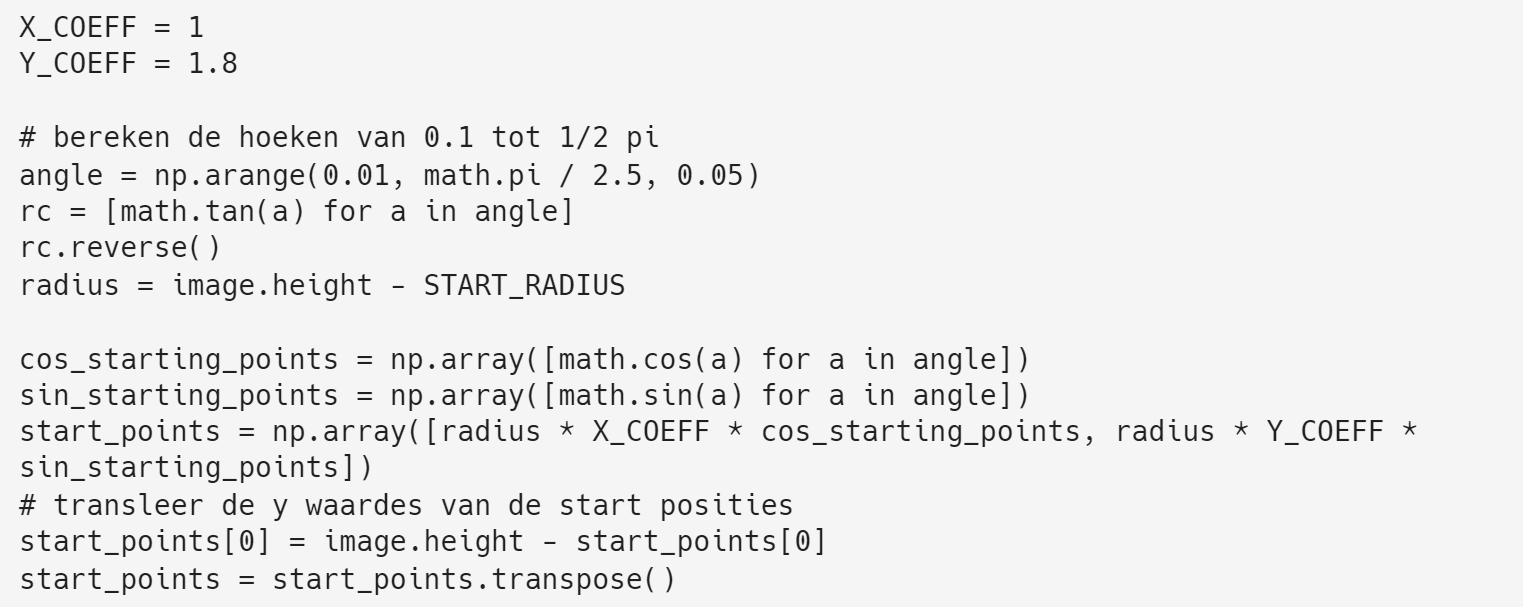 X_COEFF = 1
Y_COEFF = 1.8
# bereken de hoeken van 0.1 tot 1/2 pi
angle = np.arange(0.01, math.pi / 2.5, 0.05)
rc = [math.tan(a) for a in angle]
rc.reverse()
radius = image.height - START_RADIUS
cos_starting_points = np.array([math.cos(a) for a in angle])
sin_starting_points = np.array([math.sin(a) for a in angle])
start_points = np.array([radius * X_COEFF * cos_starting_points, radius * Y_COEFF *
sin_starting_points])
# transleer de y waardes van de start posities
start_points[0] = image.height - start_points[0]
start_points = start_points.transpose()